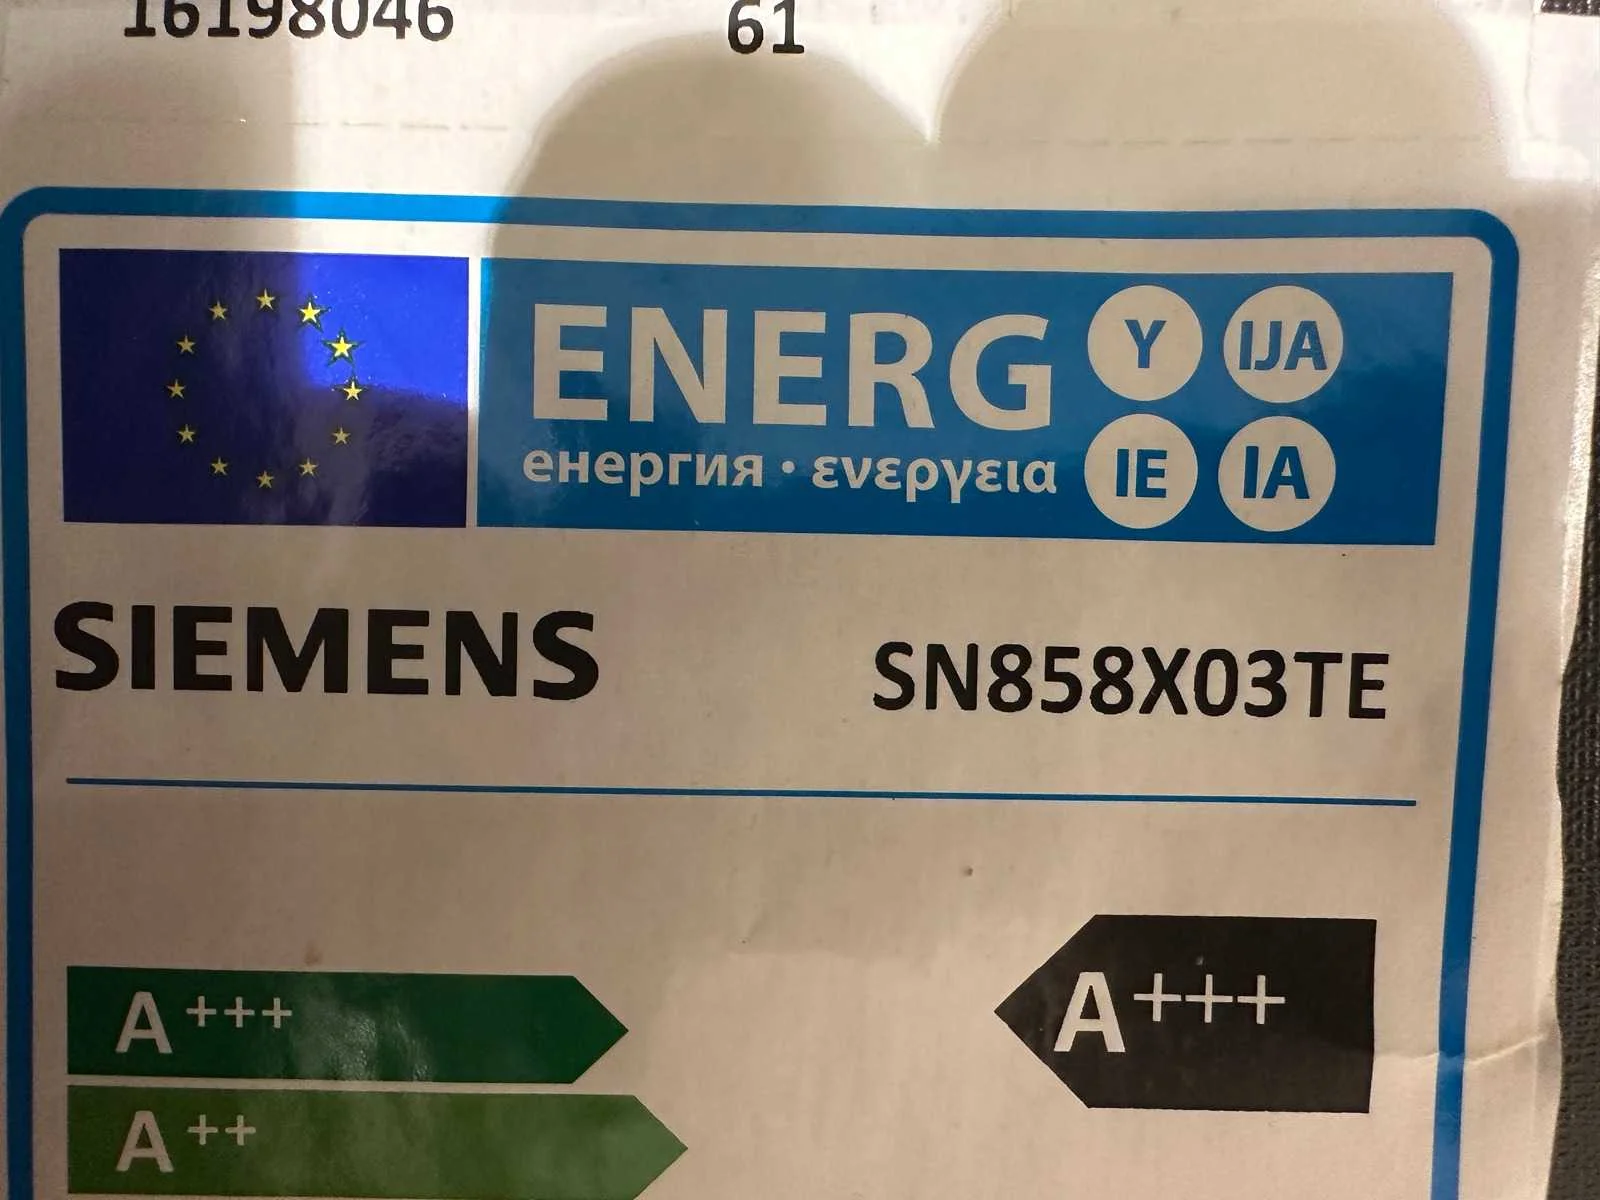 16198046 61
ENERG Y IJA
енергия · ενεργεια IE IA
SIEMENS SN858X03TE
A+++ A+++
A++